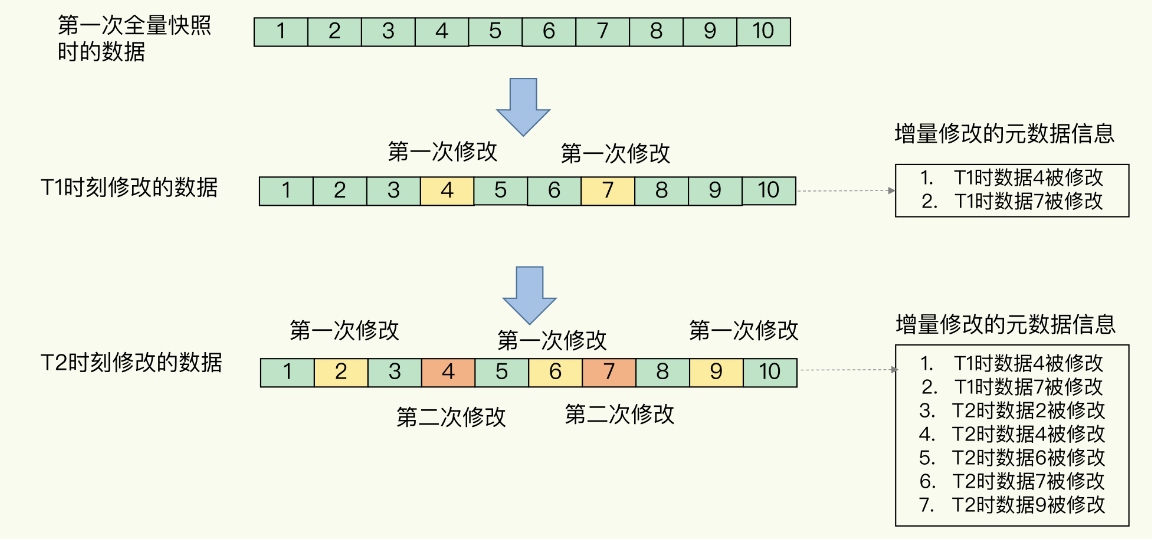 第一次全量快照
时的数据
1 2 3 4 5 6 7 8 9 10
增量修改的元数据信息
第一次修改 第一次修改
T1时刻修改的数据
1 2 3 4 5 6 7 8 9 10
1. T1时数据4被修改
2. T1时数据7被修改
第一次修改 第一次修改 第一次修改
T2时刻修改的数据
1 2 3 4 5 6 7 8 9 10
第二次修改 第二次修改
增量修改的元数据信息
1. T1时数据4被修改
2. T1时数据7被修改
3. T2时数据2被修改
4. T2时数据4被修改
5. T2时数据6被修改
6. T2时数据7被修改
7. T2时数据9被修改